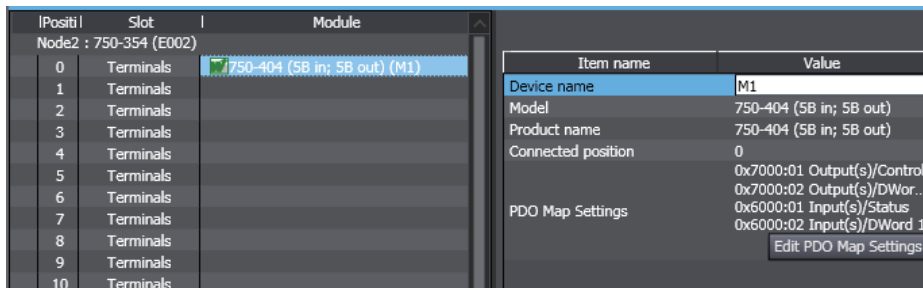 Positi Slot Module
Node2 : 750-354 (E002)
0 Terminals 750-404 (5B in; 5B out) (M1)
1 Terminals
2 Terminals
3 Terminals
4 Terminals
5 Terminals
6 Terminals
7 Terminals
8 Terminals
9 Terminals
10 Terminals
Item name Value
Device name M1
Model 750-404 (5B in; 5B out)
Product name 750-404 (5B in; 5B out)
Connected position 0
PDO Map Settings
0x7000:01 Output(s)/Control
0x7000:02 Output(s)/DWor...
0x6000:01 Input(s)/Status
0x6000:02 Input(s)/DWord 1
Edit PDO Map Settings